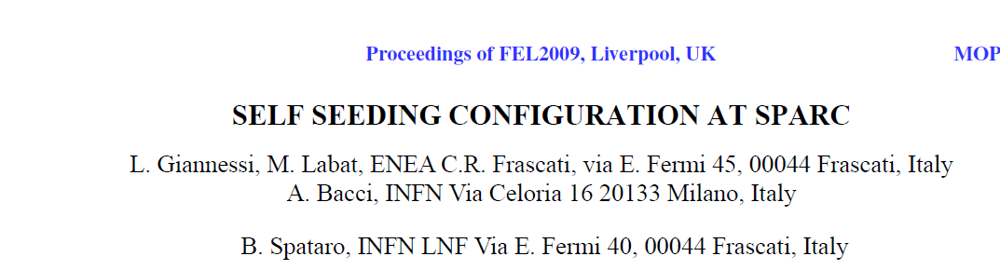 Proceedings of FEL2009, Liverpool, UK MOP
SELF SEEDING CONFIGURATION AT SPARC
L. Giannessi, M. Labat, ENEA C.R. Frascati, via E. Fermi 45, 00044 Frascati, Italy
A. Bacci, INFN Via Celoria 16 20133 Milano, Italy
B. Spataro, INFN LNF Via E. Fermi 40, 00044 Frascati, Italy